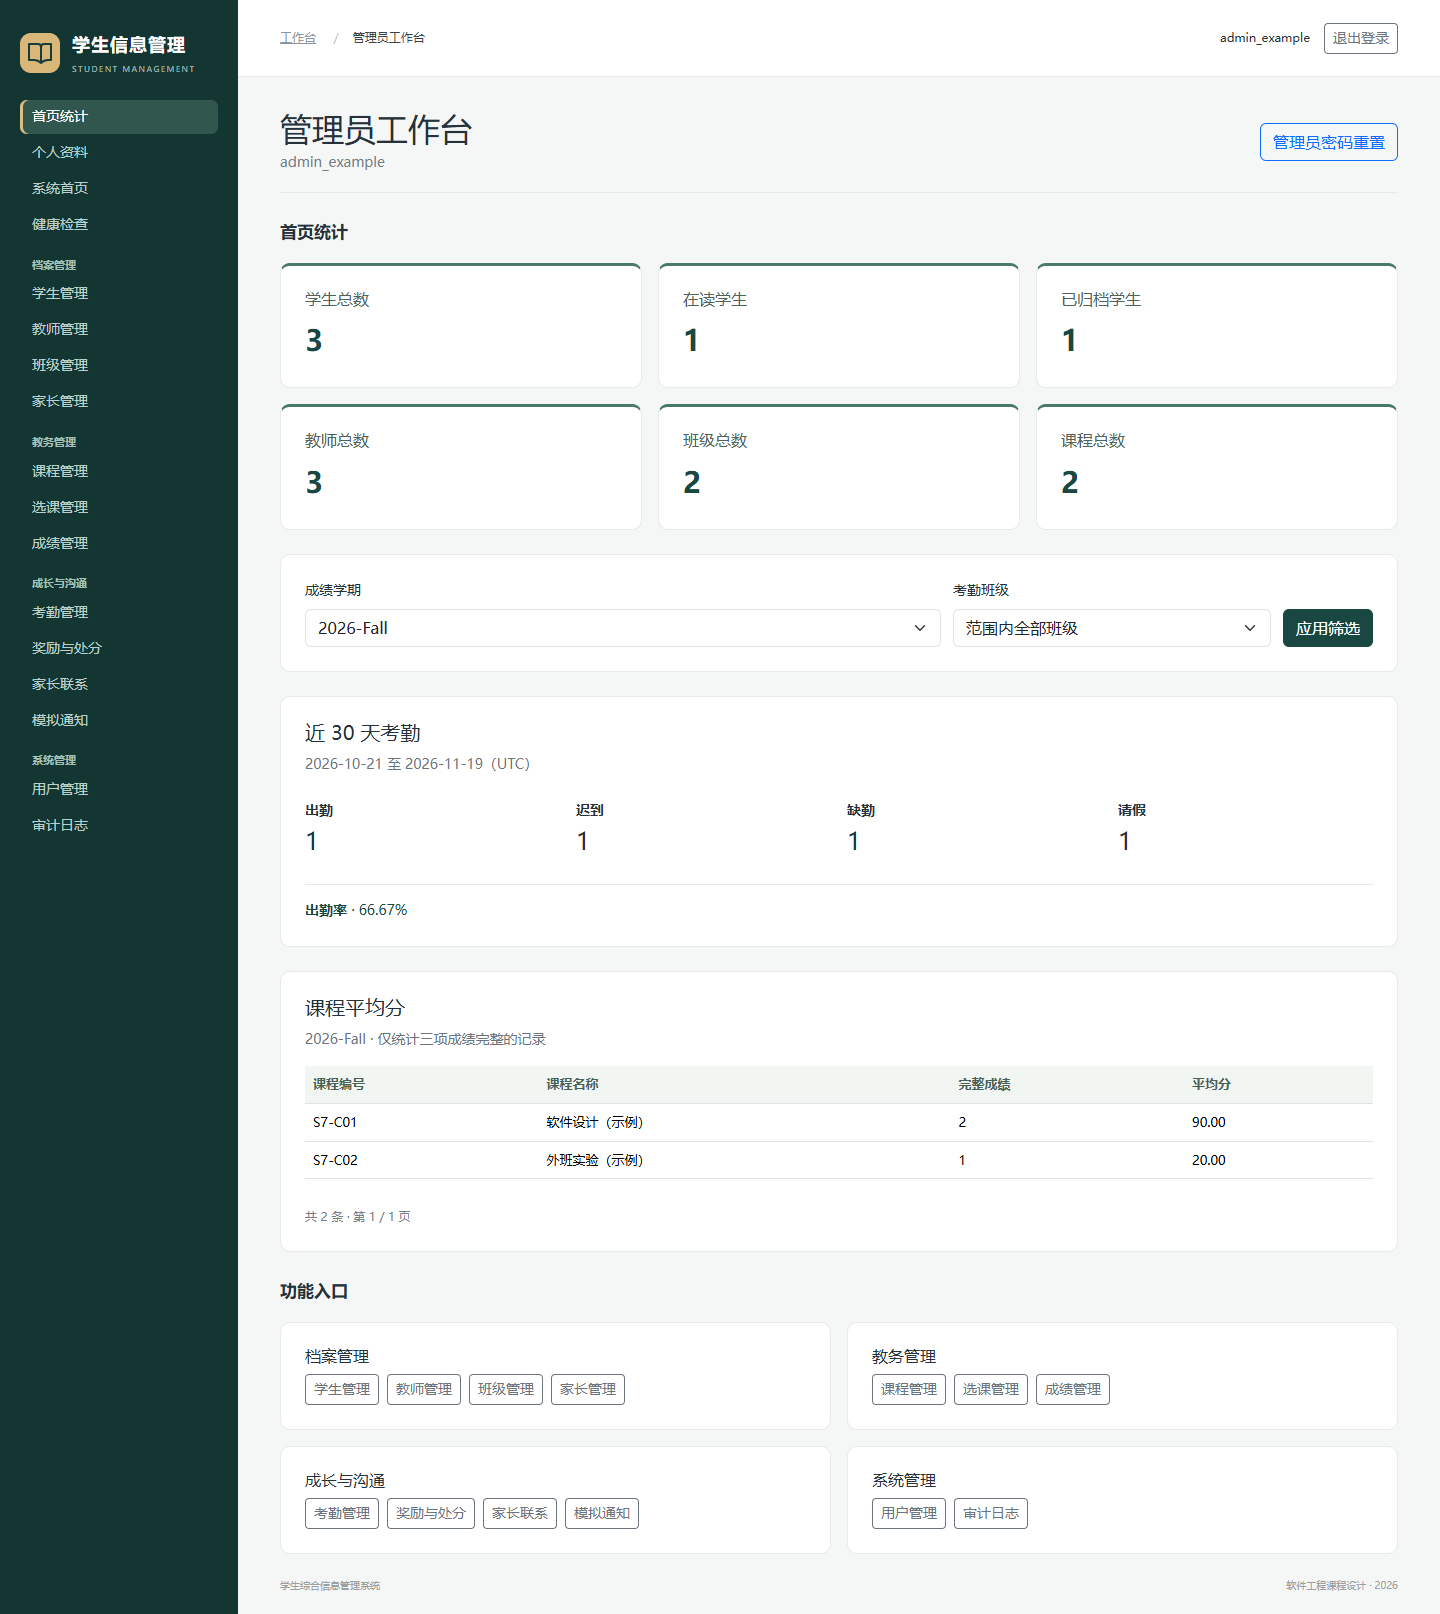 学生信息管理
STUDENT MANAGEMENT
首页统计
个人资料
系统首页
健康检查
档案管理
学生管理
教师管理
班级管理
家长管理
教务管理
课程管理
选课管理
成绩管理
成长与沟通
考勤管理
奖励与处分
家长联系
模拟通知
系统管理
用户管理
审计日志
工作台 / 管理员工作台
admin_example 退出登录
管理员工作台
admin_example
管理员密码重置
首页统计
学生总数 在读学生 已归档学生
3 1 1
教师总数 班级总数 课程总数
3 2 2
成绩学期 考勤班级
2026-Fall 范围内全部班级 应用筛选
近 30 天考勤
2026-10-21 至 2026-11-19（UTC）
出勤 迟到 缺勤 请假
1 1 1 1
出勤率 · 66.67%
课程平均分
2026-Fall · 仅统计三项成绩完整的记录
课程编号 课程名称 完整成绩 平均分
S7-C01 软件设计（示例） 2 90.00
S7-C02 外班实验（示例） 1 20.00
共 2 条 · 第 1 / 1 页
功能入口
档案管理
学生管理 教师管理 班级管理 家长管理
教务管理
课程管理 选课管理 成绩管理
成长与沟通
考勤管理 奖励与处分 家长联系 模拟通知
系统管理
用户管理 审计日志
学生综合信息管理系统 软件工程课程设计 · 2026